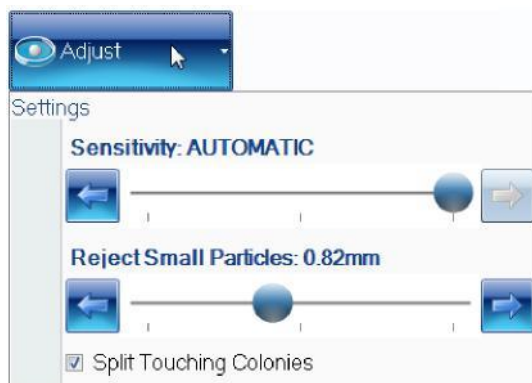 Adjust
Settings
Sensitivity: AUTOMATIC
Reject Small Particles: 0.82mm
Split Touching Colonies